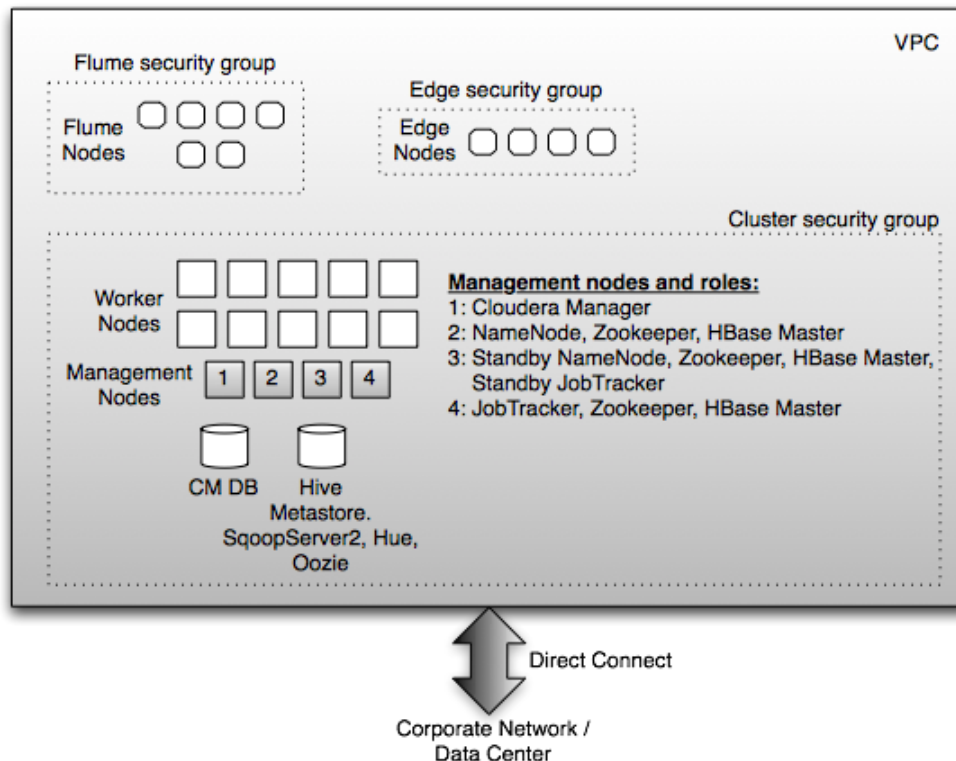 VPC
Flume security group
Flume
Nodes
Edge security group
Edge
Nodes
Cluster security group
Worker
Nodes
Management
Nodes
1 2 3 4
Management nodes and roles:
1: Cloudera Manager
2: NameNode, Zookeeper, HBase Master
3: Standby NameNode, Zookeeper, HBase Master,
Standby JobTracker
4: JobTracker, Zookeeper, HBase Master
CM DB
Hive
Metastore.
SqoopServer2, Hue,
Oozie
Direct Connect
Corporate Network /
Data Center